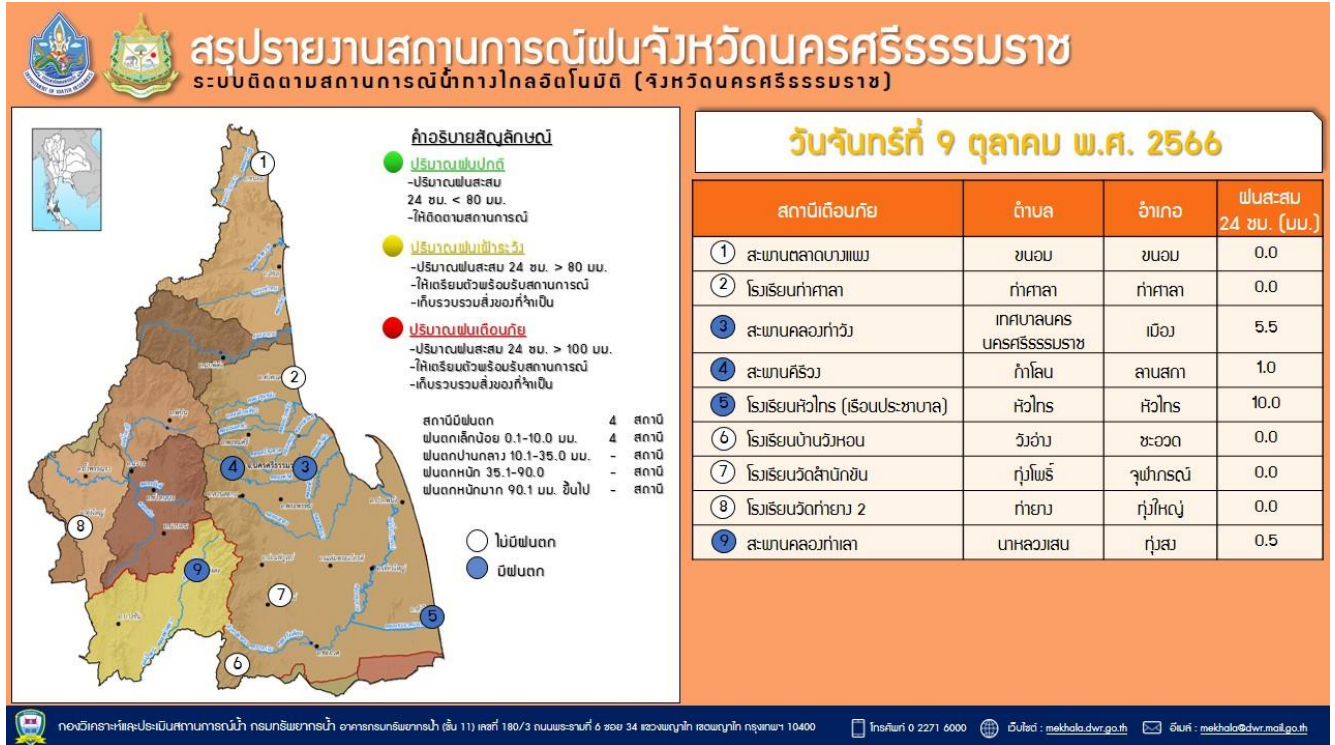 สรุปรายงานสถานการณ์ฝนจังหวัดนครศรีธรรมราช
ระบบติดตามสถานการณ์น้ำทางไกลอัตโนมัติ (จังหวัดนครศรีธรรมราช)
คำอธิบายสัญลักษณ์
ปริมาณฝนปกติ
-ปริมาณฝนสะสม
24 ชม. < 80 มม.
-ให้ติดตามสถานการณ์
ปริมาณฝนเฝ้าระวัง
-ปริมาณฝนสะสม 24 ชม. > 80 มม.
-ให้เตรียมตัวพร้อมรับสถานการณ์
-เก็บรวบรวมสิ่งของที่จำเป็น
ปริมาณฝนเตือนภัย
-ปริมาณฝนสะสม 24 ชม. > 100 มม.
-ให้เตรียมตัวพร้อมรับสถานการณ์
-เก็บรวบรวมสิ่งของที่จำเป็น
สถานีมีฝนตก 4 สถานี
ฝนตกเล็กน้อย 0.1-10.0 มม. 4 สถานี
ฝนตกปานกลาง 10.1-35.0 มม. - สถานี
ฝนตกหนัก 35.1-90.0 - สถานี
ฝนตกหนักมาก 90.1 มม. ขึ้นไป - สถานี
ไม่มีฝนตก
มีฝนตก
1
2
4
3
8
9
7
5
6
วันจันทร์ที่ 9 ตุลาคม พ.ศ. 2566
สถานีเตือนภัย ตำบล อำเภอ ฝนสะสม
24 ชม. (มม.)
1 สะพานตลาดบางแพง ขนอม ขนอม 0.0
2 โรงเรียนท่าศาลา ท่าศาลา ท่าศาลา 0.0
3 สะพานคลองท่าวัง เทศบาลนคร
นครศรีธรรมราช เมือง 5.5
4 สะพานคีรีวง กำโลน ลานสกา 1.0
5 โรงเรียนหัวไทร (เรือนประชาบาล) หัวไทร หัวไทร 10.0
6 โรงเรียนบ้านวังหอน วังอ่าง ชะอวด 0.0
7 โรงเรียนวัดสำนักขัน ทุ่งโพธิ์ จุฬาภรณ์ 0.0
8 โรงเรียนวัดท่ายาง 2 ท่ายาง ทุ่งใหญ่ 0.0
9 สะพานคลองท่าเลา นาหลวงเสน ทุ่งสง 0.5
กองวิเคราะห์และประเมินสถานการณ์น้ำ กรมทรัพยากรน้ำ อาคารกรมทรัพยากรน้ำ (ชั้น 11) เลขที่ 180/3 ถนนพระรามที่ 6 ซอย 34 แขวงพญาไท เขตพญาไท กรุงเทพฯ 10400 โทรศัพท์ 0 2271 6000 เว็บไซต์ : mekhala.dwr.go.th อีเมล์ : mekhala@dwr.mail.go.th